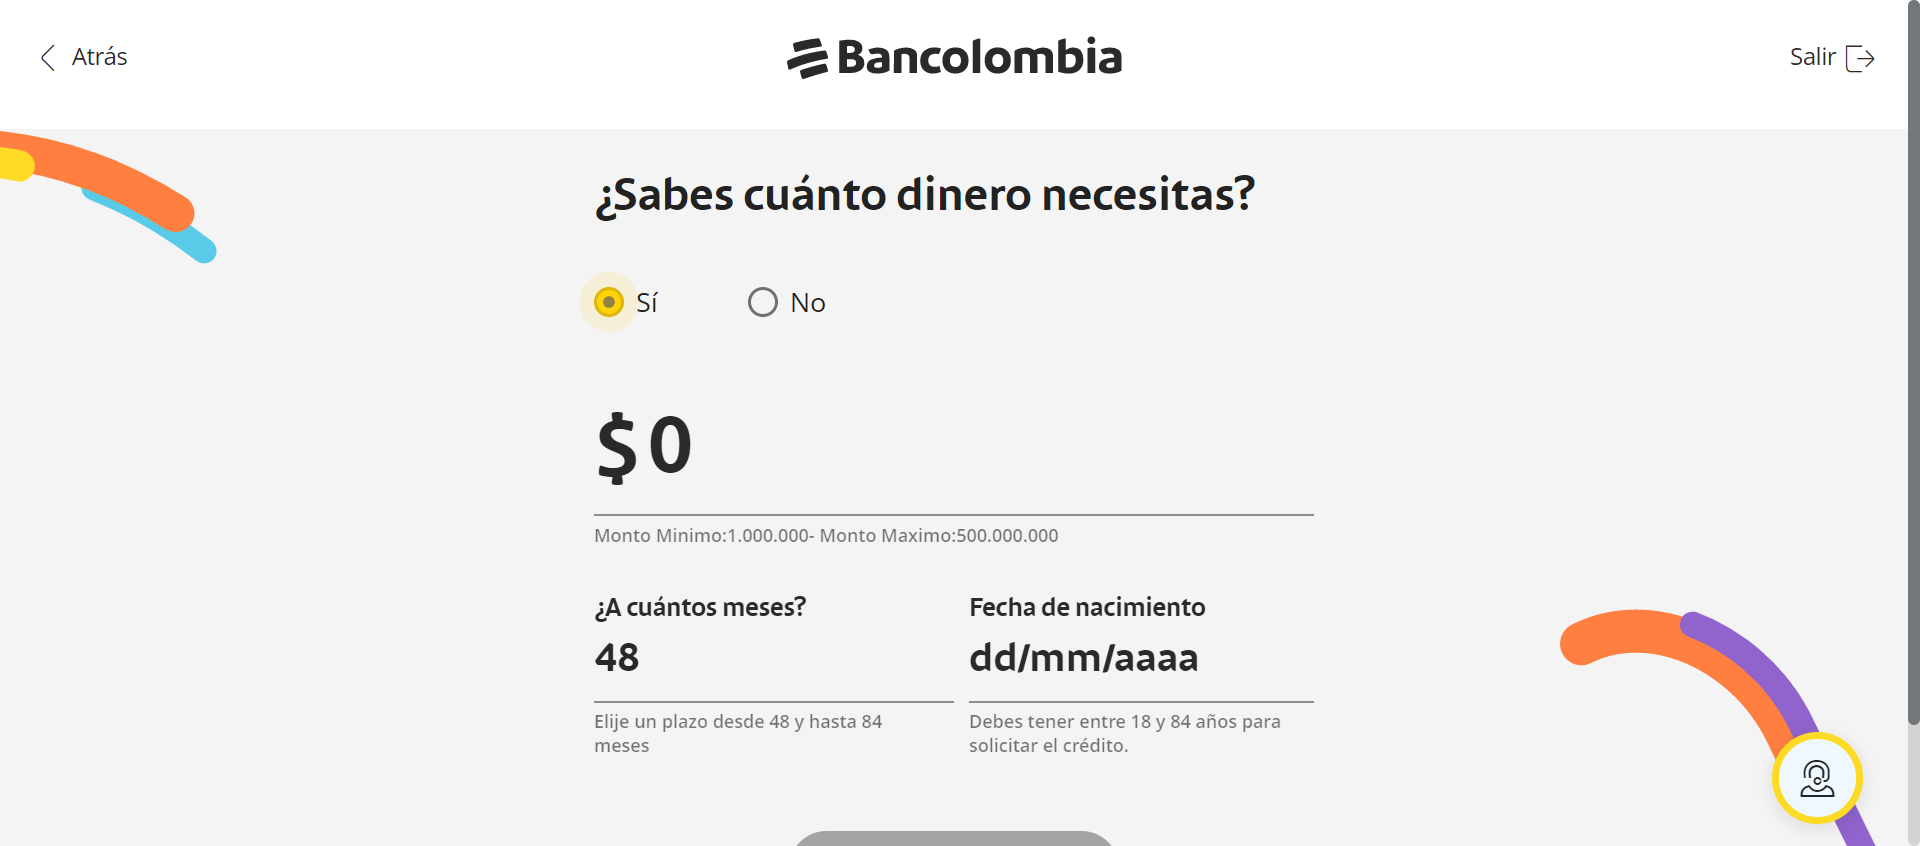 Atrás
Bancolombia
Salir
¿Sabes cuánto dinero necesitas?
Sí
No
$ 0
Monto Minimo:1.000.000- Monto Maximo:500.000.000
¿A cuántos meses?
48
Elije un plazo desde 48 y hasta 84
meses
Fecha de nacimiento
dd/mm/aaaa
Debes tener entre 18 y 84 años para
solicitar el crédito.